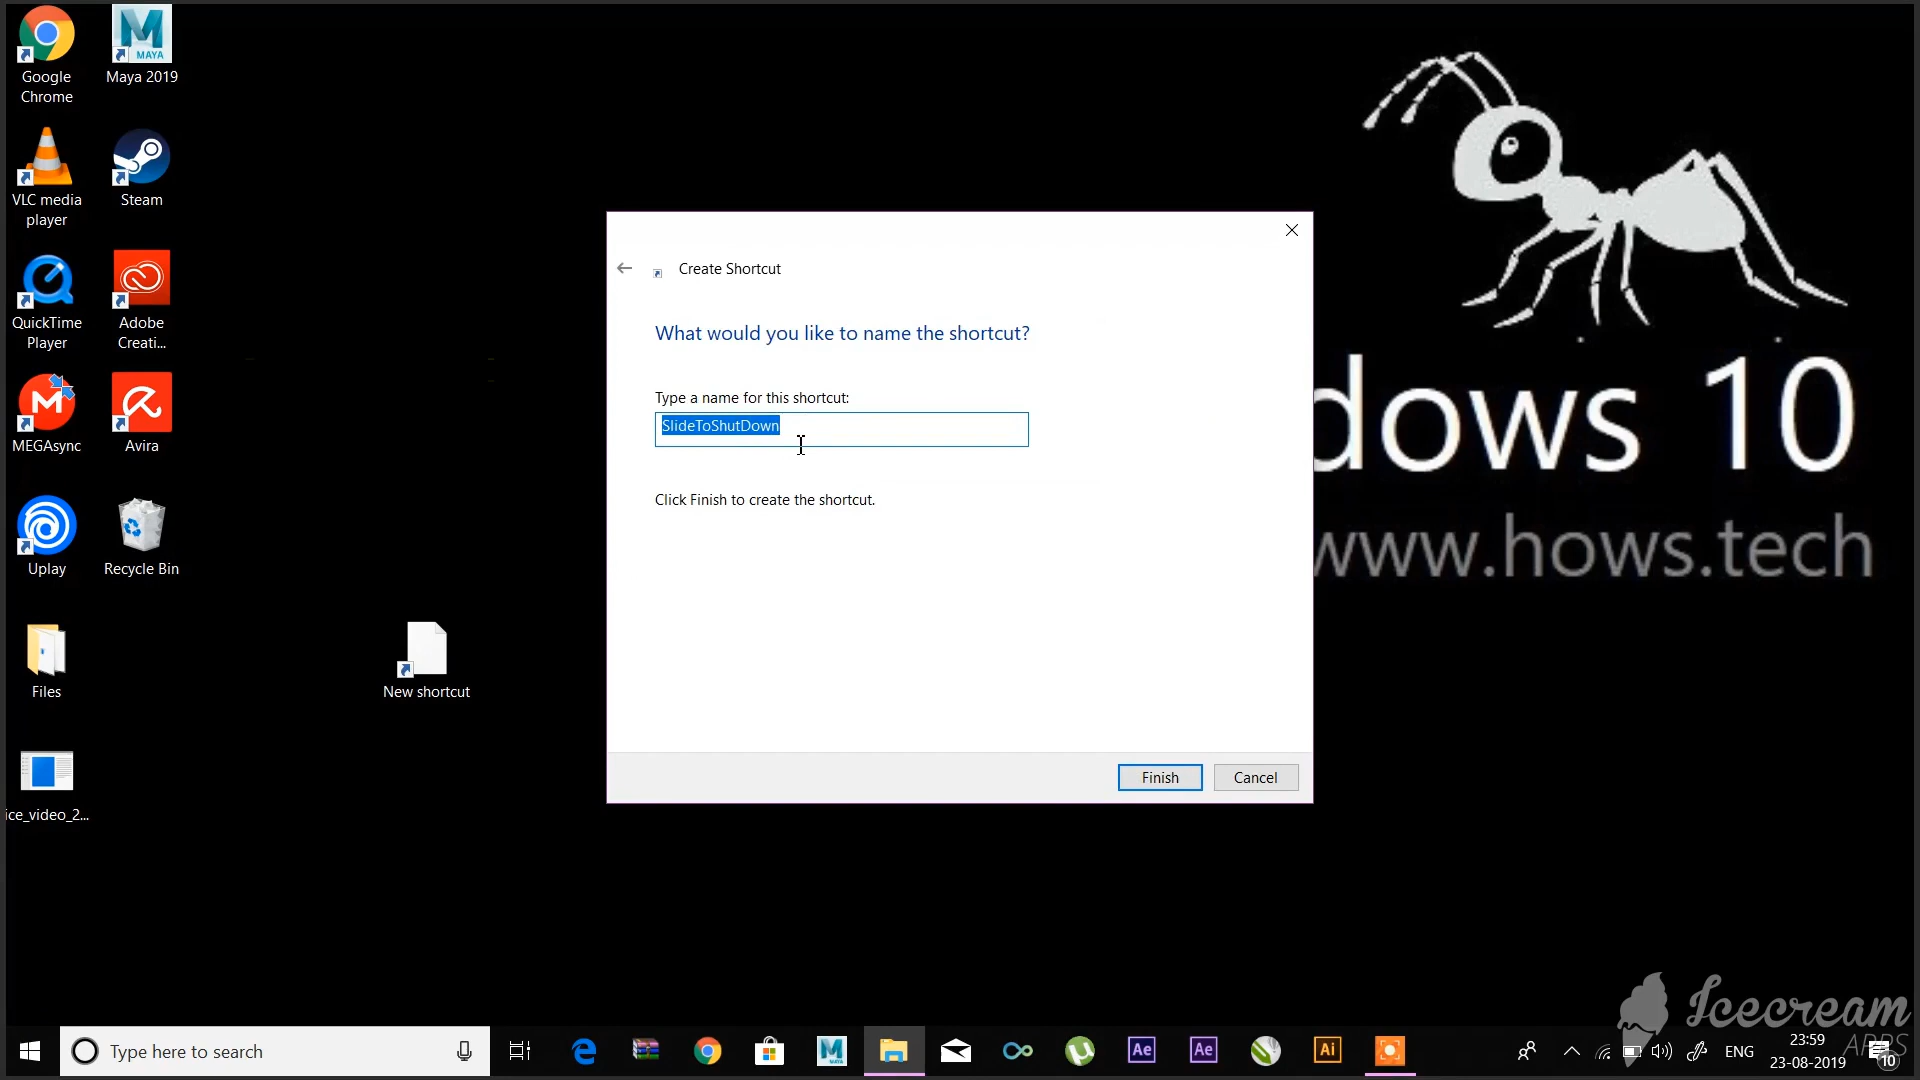 Google
Chrome
MAYA
Maya 2019
VLC media
player
Steam
QuickTime
Player
Adobe
Creati...
MEGAsync
Avira
Uplay
Recycle Bin
Files
New shortcut
ice_video_2...
Create Shortcut
What would you like to name the shortcut?
Type a name for this shortcut:
SlideToShutDown
Click Finish to create the shortcut.
Finish
Cancel
dows 10
www.hows.tech
Icecream
APPS
Type here to search
Ae
Ae
Ai
ENG
23:59
23-08-2019
10